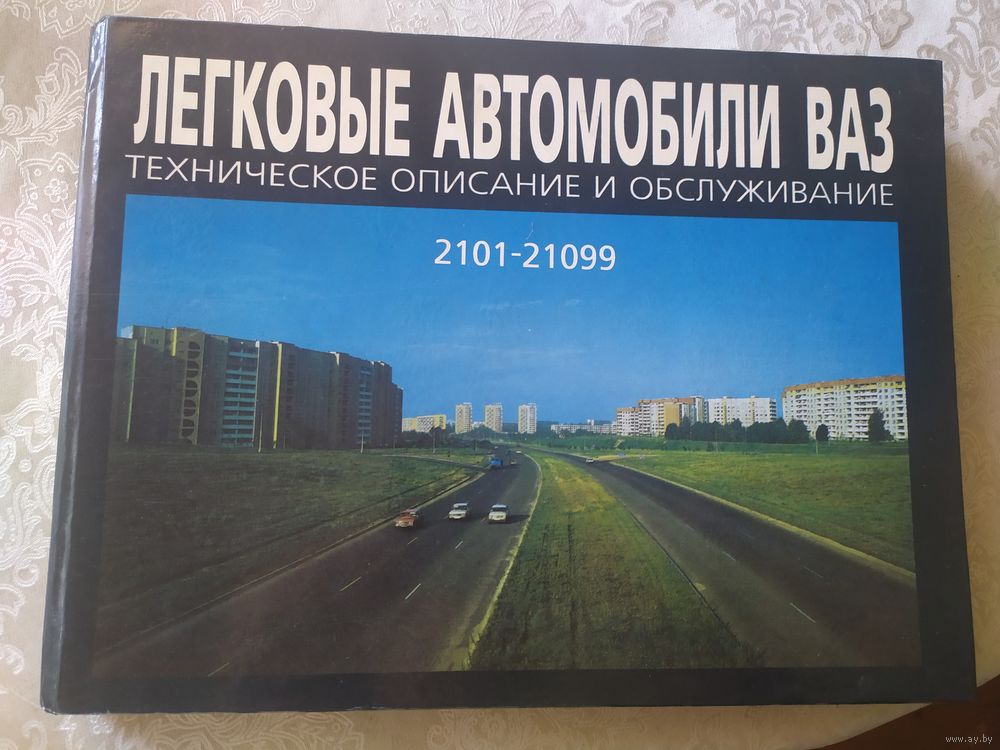 ЛЕГКОВЫЕ АВТОМОБИЛИ ВАЗ
ТЕХНИЧЕСКОЕ ОПИСАНИЕ И ОБСЛУЖИВАНИЕ
2101-21099
www.ay.by